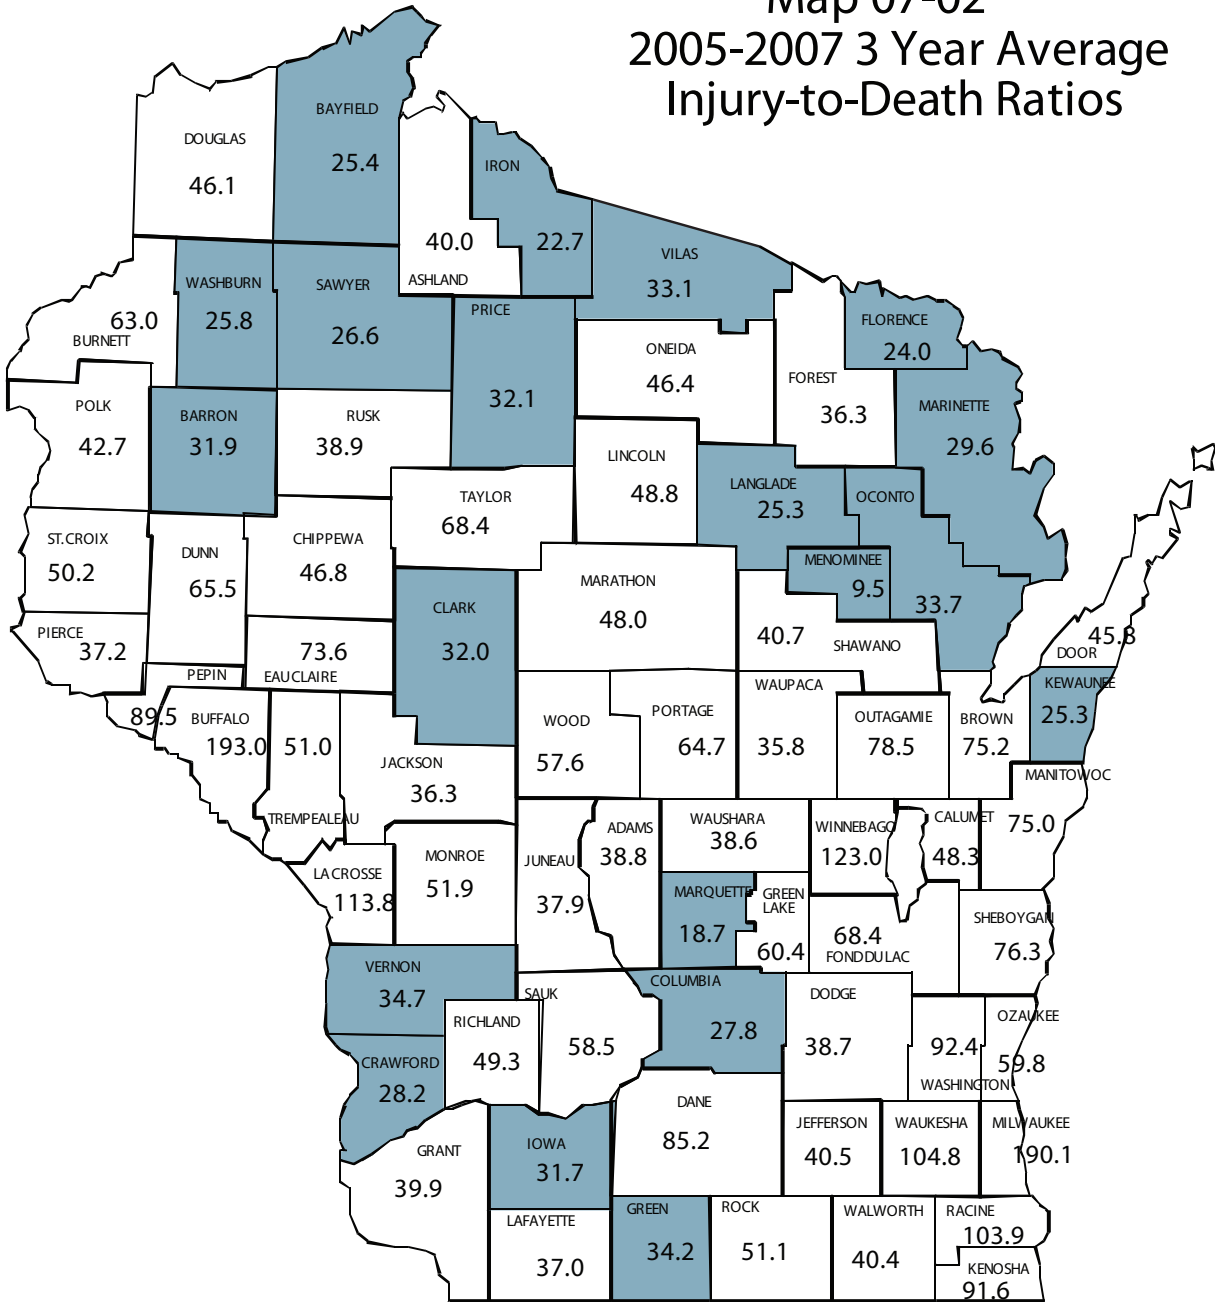 Map 07-02
2005-2007 3 Year Average
Injury-to-Death Ratios
BAYFIELD
25.4
DOUGLAS
46.1
IRON
22.7
40.0
ASHLAND
VILAS
33.1
WASHBURN
25.8
SAWYER
26.6
PRICE
32.1
63.0
BURNETT
FLORENCE
24.0
ONEIDA
46.4
FOREST
36.3
MARINETTE
29.6
POLK
42.7
BARRON
31.9
RUSK
38.9
LINCOLN
48.8
LANGLADE
25.3
OCONTO
33.7
TAYLOR
68.4
ST.CROIX
50.2
DUNN
65.5
CHIPPEWA
46.8
MENOMINEE
9.5
MARATHON
48.0
CLARK
32.0
40.7
SHAWANO
45.8
DOOR
PIERCE
37.2
73.6
EAU CLAIRE
PEPIN
89.5
BUFFALO
193.0
51.0
TREMPEALEAU
JACKSON
36.3
WOOD
57.6
PORTAGE
64.7
WAUPACA
35.8
OUTAGAMIE
78.5
BROWN
75.2
KEWAUNEE
25.3
MANITOWOC
75.0
LA CROSSE
113.8
MONROE
51.9
JUNEAU
37.9
ADAMS
38.8
WAUSHARA
38.6
WINNEBAGO
123.0
CALUMET
48.3
MARQUETTE
18.7
GREEN
LAKE
60.4
68.4
FOND DU LAC
SHEBOYGAN
76.3
VERNON
34.7
RICHLAND
49.3
SAUK
58.5
COLUMBIA
27.8
DODGE
38.7
92.4
WASHINGTON
OZAUKEE
59.8
CRAWFORD
28.2
GRANT
39.9
IOWA
31.7
DANE
85.2
JEFFERSON
40.5
WAUKESHA
104.8
MILWAUKEE
190.1
LAFAYETTE
37.0
GREEN
34.2
ROCK
51.1
WALWORTH
40.4
RACINE
103.9
KENOSHA
91.6